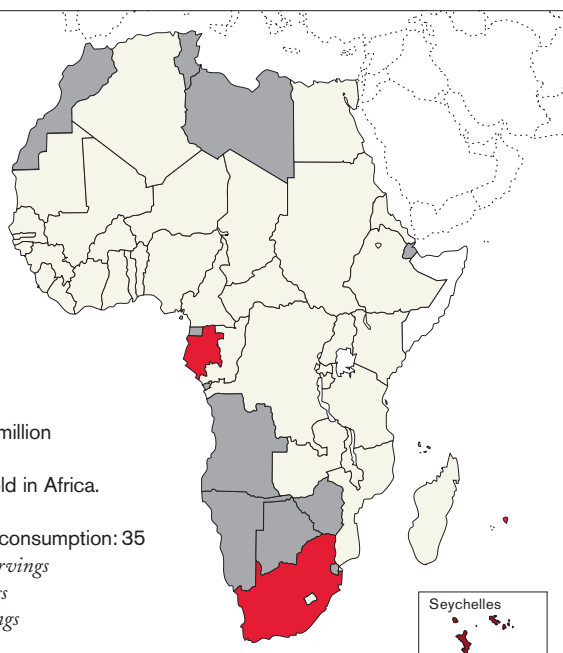 million
ld in Africa.
consumption: 35
rvings
s
ngs
Seychelles